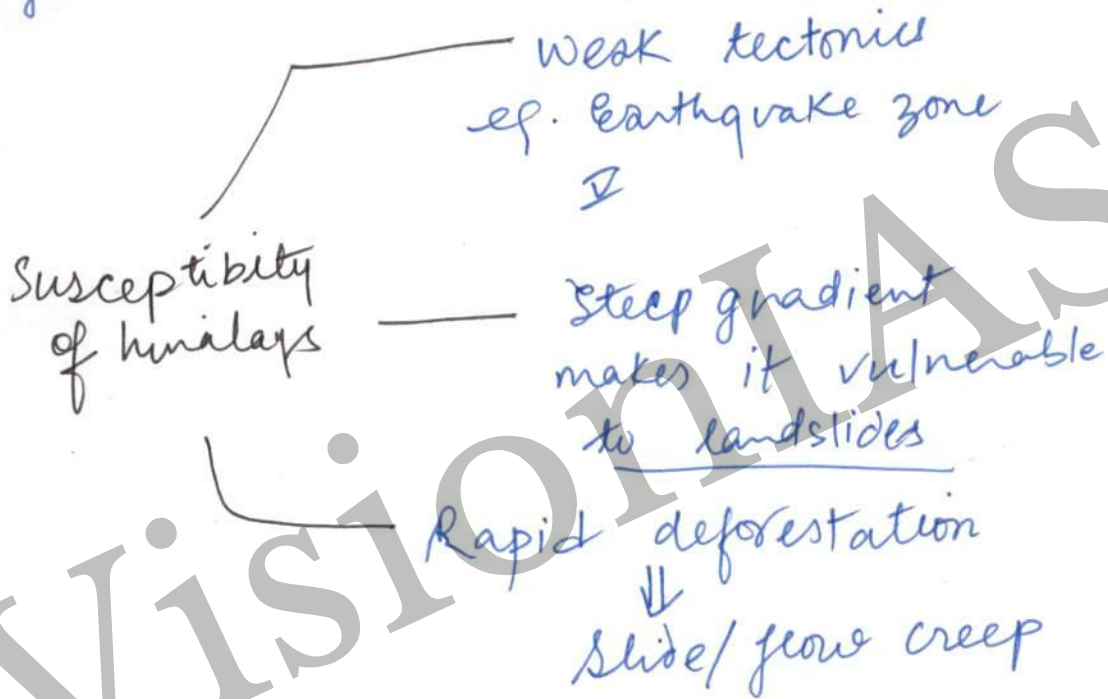 Weak tectonics
eg. Earthquake zone
V
Susceptibility
of himalays
Steep gradient
makes it vulnerable
to landslides
Rapid deforestation
⇓
Slide/flow creep
VisionIAS